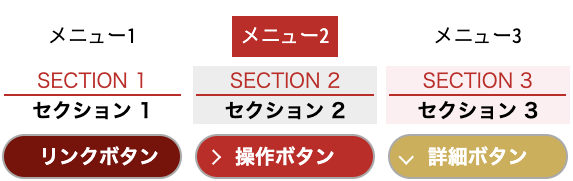 メニュー1 メニュー2 メニュー3
SECTION 1 SECTION 2 SECTION 3
セクション 1 セクション 2 セクション 3
リンクボタン 操作ボタン 詳細ボタン